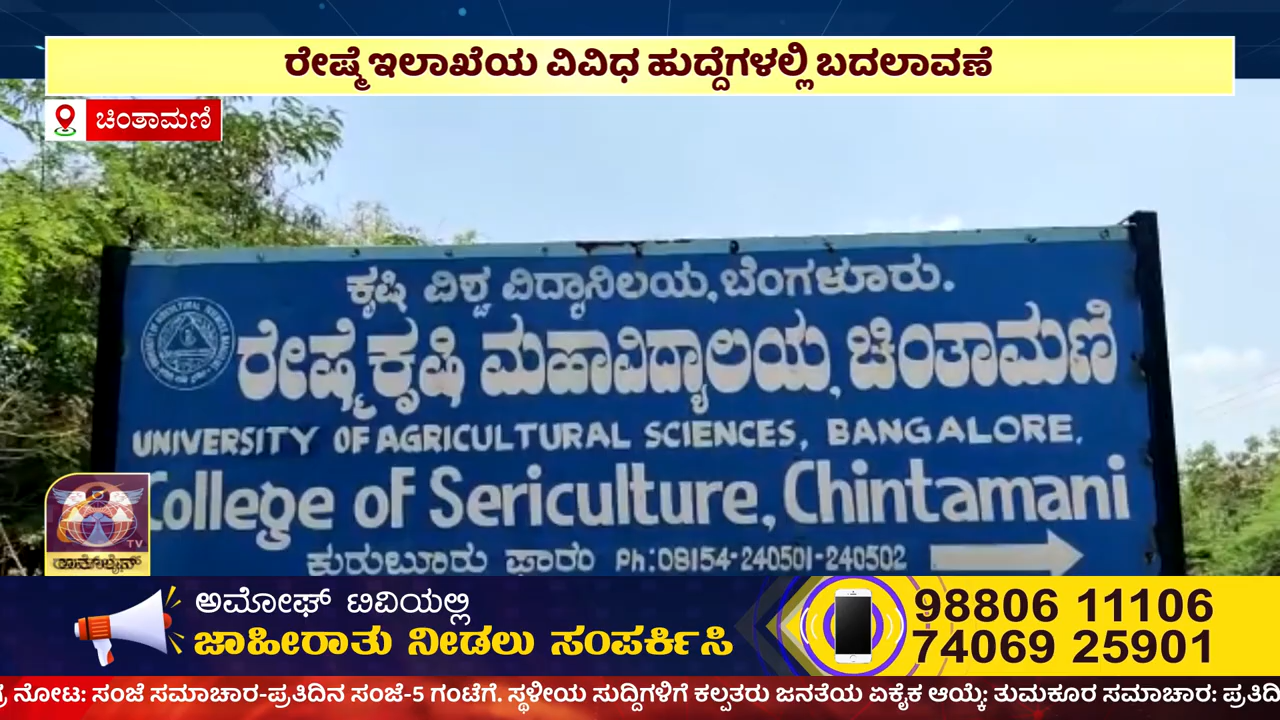 ರೇಷ್ಮೆ ಇಲಾಖೆಯ ವಿವಿಧ ಹುದ್ದೆಗಳಲ್ಲಿ ಬದಲಾವಣೆ
ಚಿಂತಾಮಣಿ
ಕೃಷಿ ವಿಶ್ವ ವಿದ್ಯಾನಿಲಯ, ಬೆಂಗಳೂರು.
ರೇಷ್ಮೆ ಕೃಷಿ ಮಹಾವಿದ್ಯಾಲಯ, ಚಿಂತಾಮಣಿ
UNIVERSITY OF AGRICULTURAL SCIENCES, BANGALORE.
College of Sericulture, Chintamani
ಕುರುಬೂರು ಫಾರಂ Ph:08154-240501-240502
TV
ಅಮೋಘ್ ಟಿವಿಯಲ್ಲಿ
ಜಾಹೀರಾತು ನೀಡಲು ಸಂಪರ್ಕಿಸಿ
98806 11106
74069 25901
ನೋಟ: ಸಂಜೆ ಸಮಾಚಾರ-ಪ್ರತಿದಿನ ಸಂಜೆ-5 ಗಂಟೆಗೆ. ಸ್ಥಳೀಯ ಸುದ್ದಿಗಳಿಗೆ ಕಲ್ಪತರು ಜನತೆಯ ಏಕೈಕ ಆಯ್ಕೆ: ತುಮಕೂರ ಸಮಾಚಾರ: ಪ್ರತಿದಿ